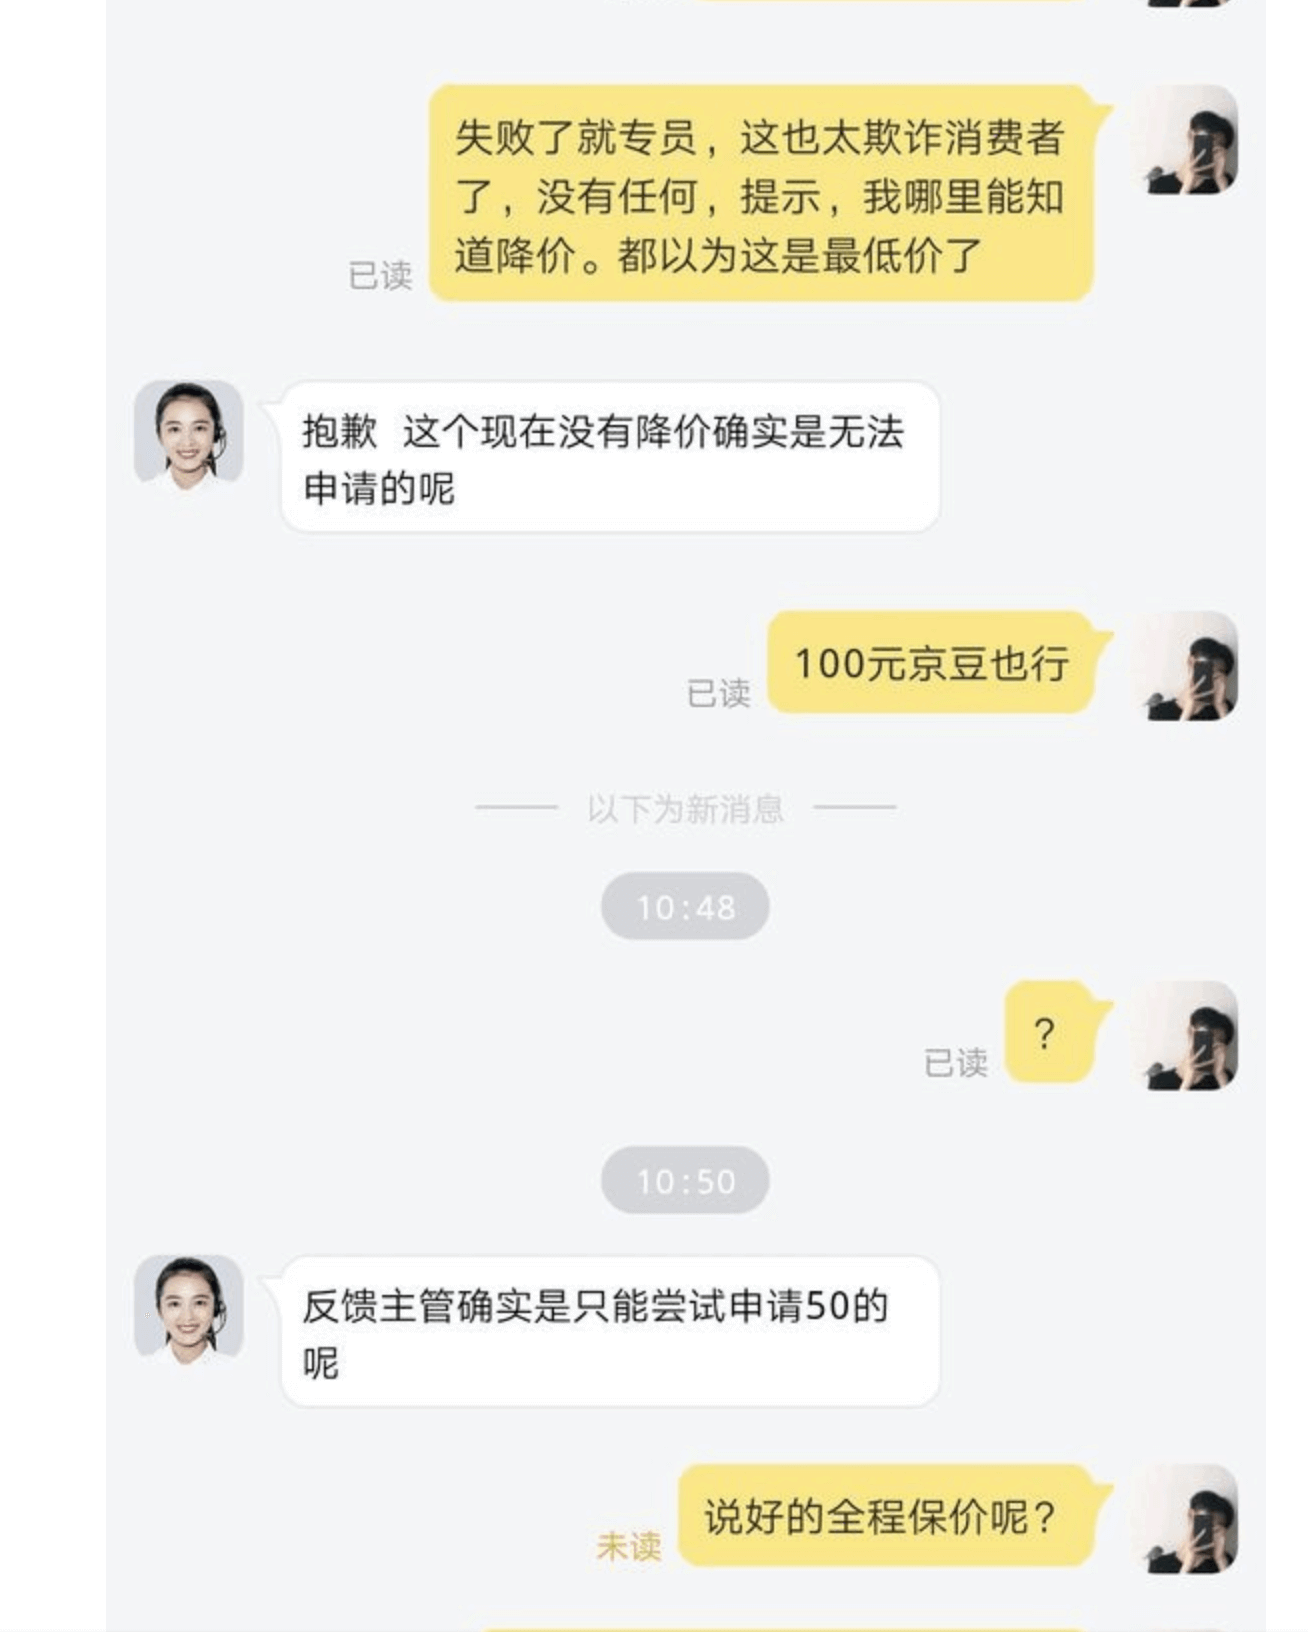 失败了就专员，这也太欺诈消费者
了，没有任何，提示，我哪里能知
道降价。都以为这是最低价了
已读
抱歉 这个现在没有降价确实是无法
申请的呢
100元京豆也行
已读
以下为新消息
10:48
?
已读
10:50
反馈主管确实是只能尝试申请50的
呢
说好的全程保价呢？
未读